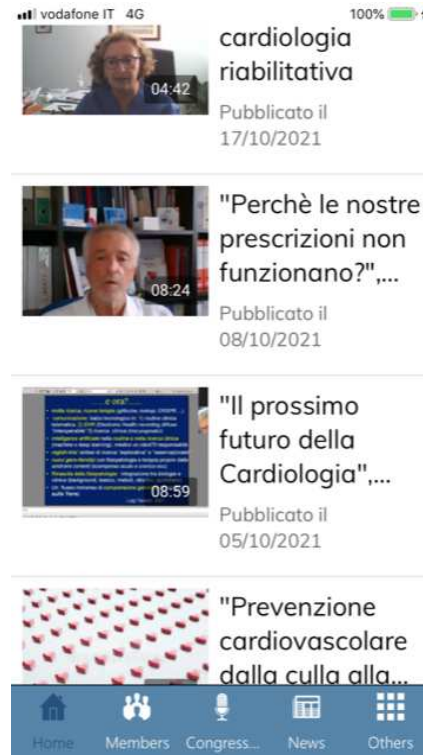 vodafone IT 4G 100%
cardiologia
riabilitativa
04:42
Pubblicato il
17/10/2021
"Perchè le nostre
prescrizioni non
funzionano?",...
08:24
Pubblicato il
08/10/2021
"Il prossimo
futuro della
Cardiologia",...
... e ora?
08:59
Pubblicato il
05/10/2021
"Prevenzione
cardiovascolare
dalla culla alla...
Home Members Congress... News Others